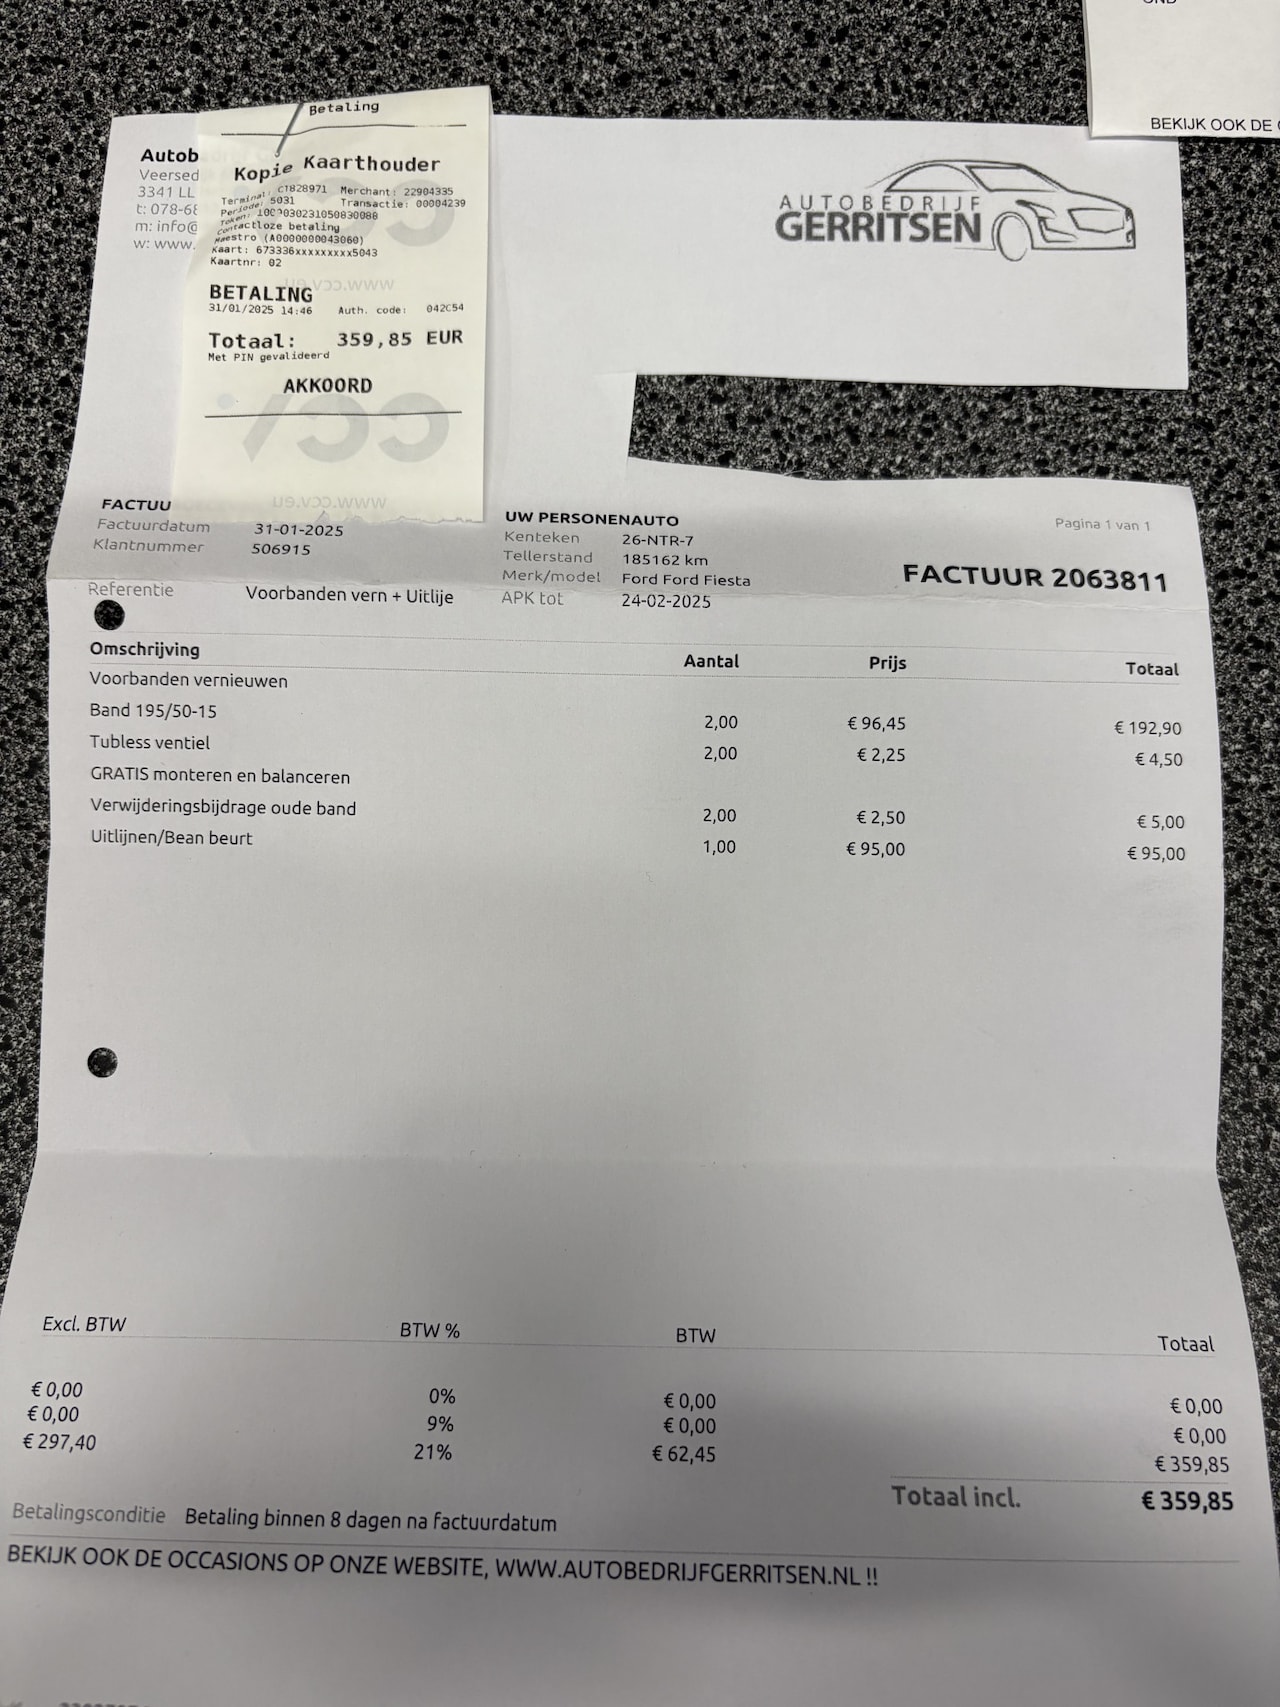 OND
BEKIJK OOK DE
Betaling
Kopie Kaarthouder
Terminal: C1828971 Merchant: 22904335
Periode: 5031 Transactie: 00004239
Token:
Contactloze betaling
Maestro (A0000000043060)
Kaart: 673336xxxxxxxxx5043
Kaartnr: 02
BETALING
31/01/2025 14:46 Auth. code: 042C54
Totaal: 359,85 EUR
Met PIN gevalideerd
AKKOORD
ccv
www.ccv.eu
www.ccv.eu
Autob
Veersed
3341 LL
t: 078-68
m: info@
w: www.
AUTOBEDRIJF
GERRITSEN
FACTUU
Factuurdatum 31-01-2025
Klantnummer 506915
Referentie Voorbanden vern + Uitlije
UW PERSONENAUTO
Kenteken 26-NTR-7
Tellerstand 185162 km
Merk/model Ford Ford Fiesta
APK tot 24-02-2025
Pagina 1 van 1
FACTUUR 2063811
Omschrijving Aantal Prijs Totaal
Voorbanden vernieuwen
Band 195/50-15 2,00 € 96,45 € 192,90
Tubless ventiel 2,00 € 2,25 € 4,50
GRATIS monteren en balanceren
Verwijderingsbijdrage oude band 2,00 € 2,50 € 5,00
Uitlijnen/Bean beurt 1,00 € 95,00 € 95,00
Excl. BTW BTW % BTW Totaal
€ 0,00 0% € 0,00 € 0,00
€ 0,00 9% € 0,00 € 0,00
€ 297,40 21% € 62,45 € 359,85
Totaal incl. € 359,85
Betalingsconditie Betaling binnen 8 dagen na factuurdatum
BEKIJK OOK DE OCCASIONS OP ONZE WEBSITE, WWW.AUTOBEDRIJFGERRITSEN.NL !!